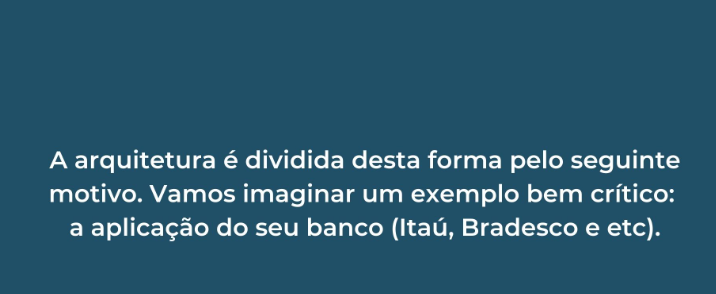 A arquitetura é dividida desta forma pelo seguinte
motivo. Vamos imaginar um exemplo bem crítico:
a aplicação do seu banco (Itaú, Bradesco e etc).